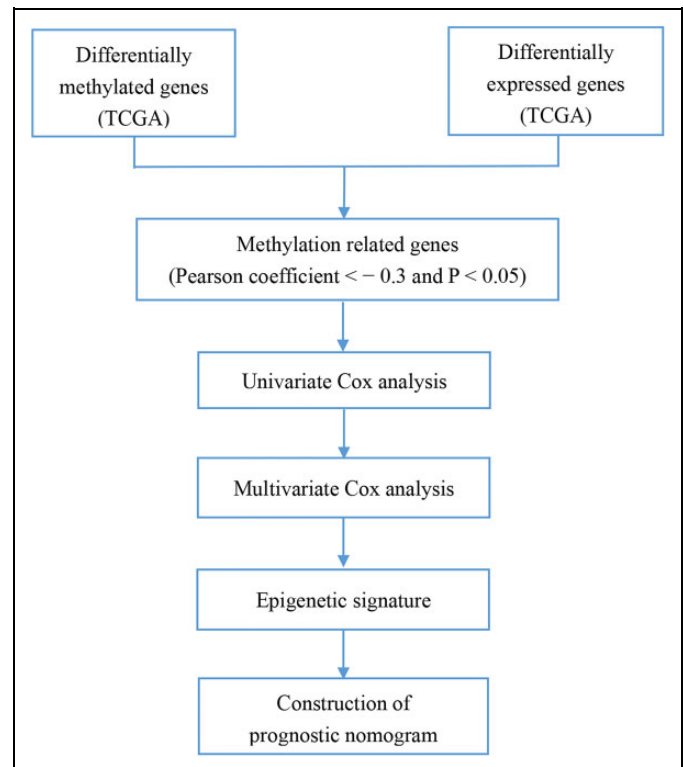 Differentially
methylated genes
(TCGA)
Differentially
expressed genes
(TCGA)
Methylation related genes
(Pearson coefficient < − 0.3 and P < 0.05)
Univariate Cox analysis
Multivariate Cox analysis
Epigenetic signature
Construction of
prognostic nomogram